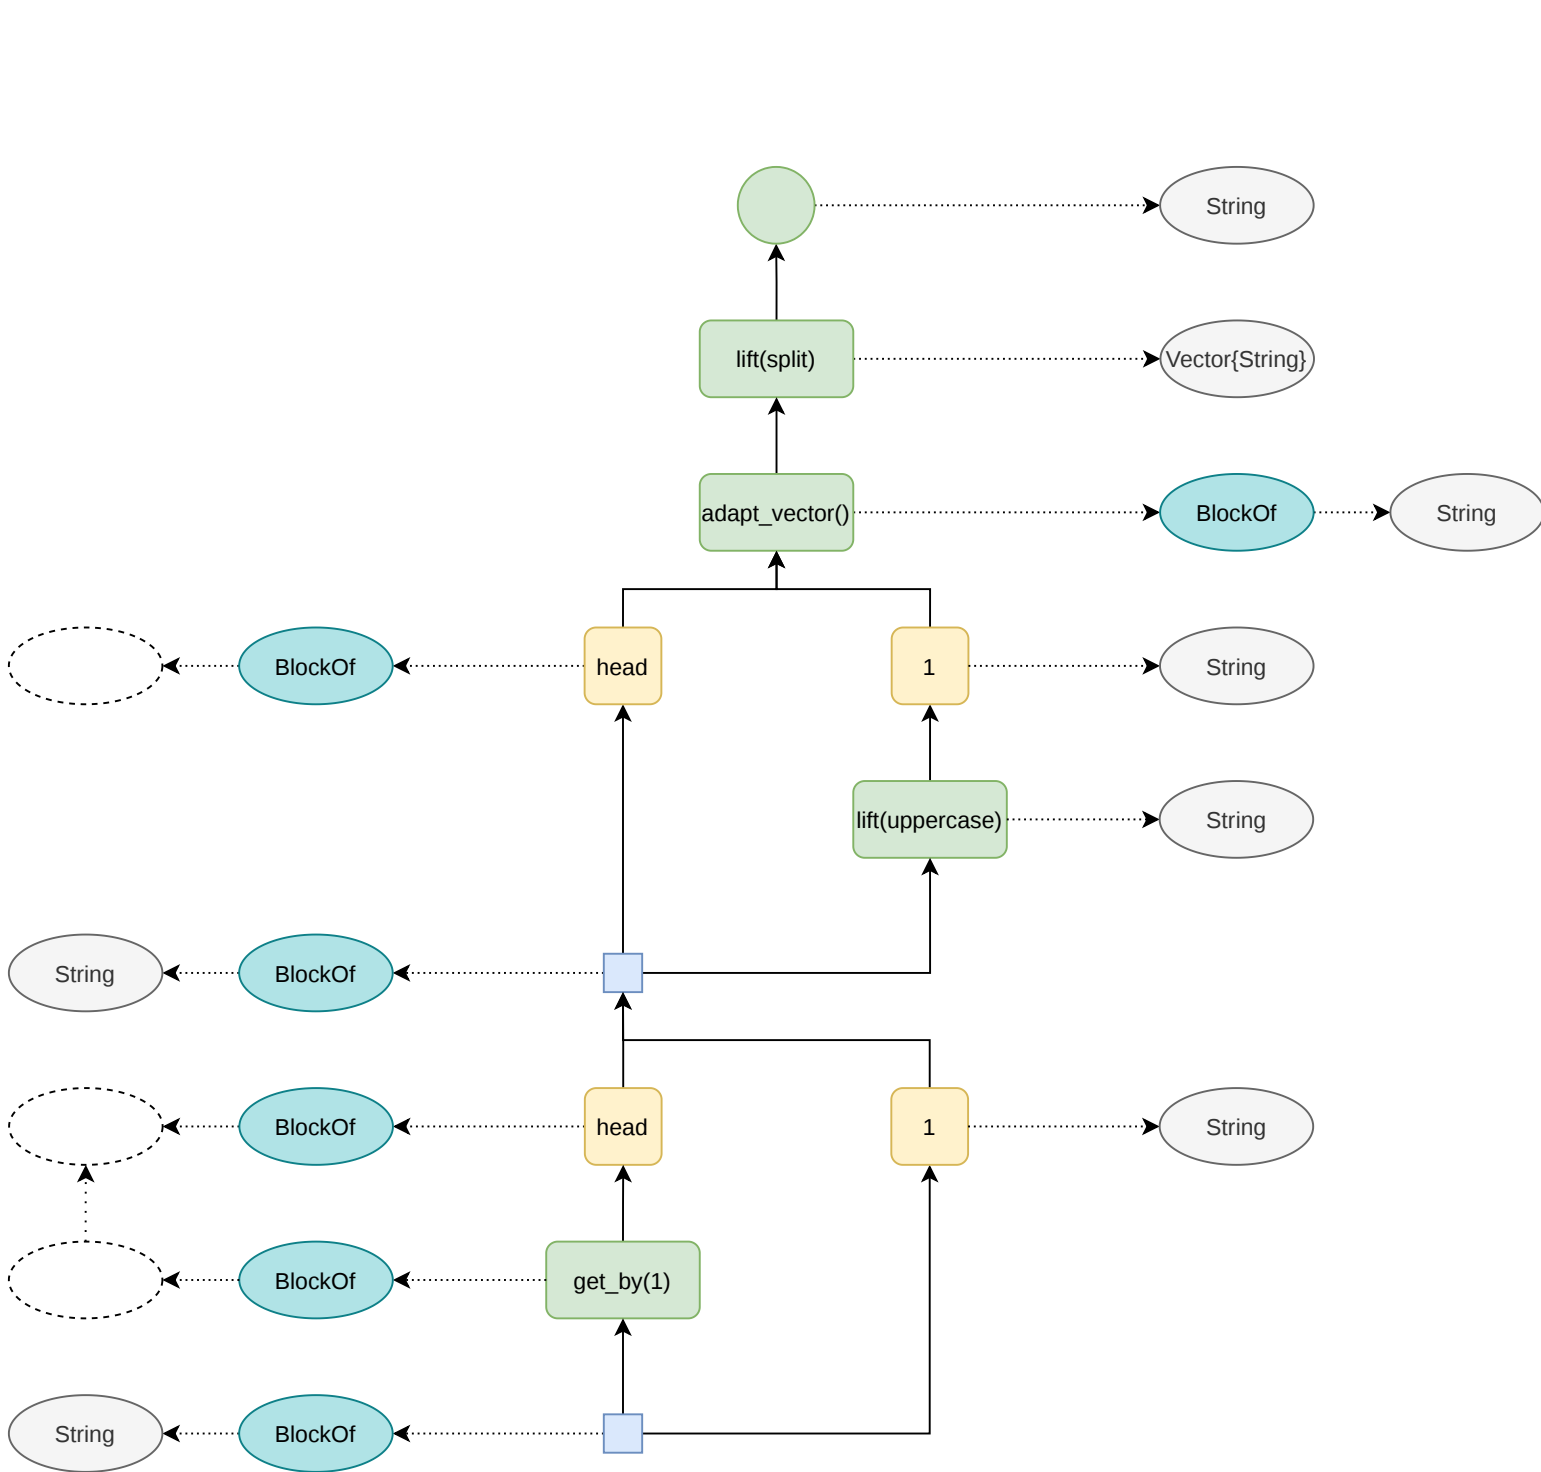 String
lift(split)
Vector{String}
adapt_vector()
BlockOf
String
BlockOf
head
1
String
lift(uppercase)
String
String
BlockOf
BlockOf
head
1
String
BlockOf
get_by(1)
String
BlockOf